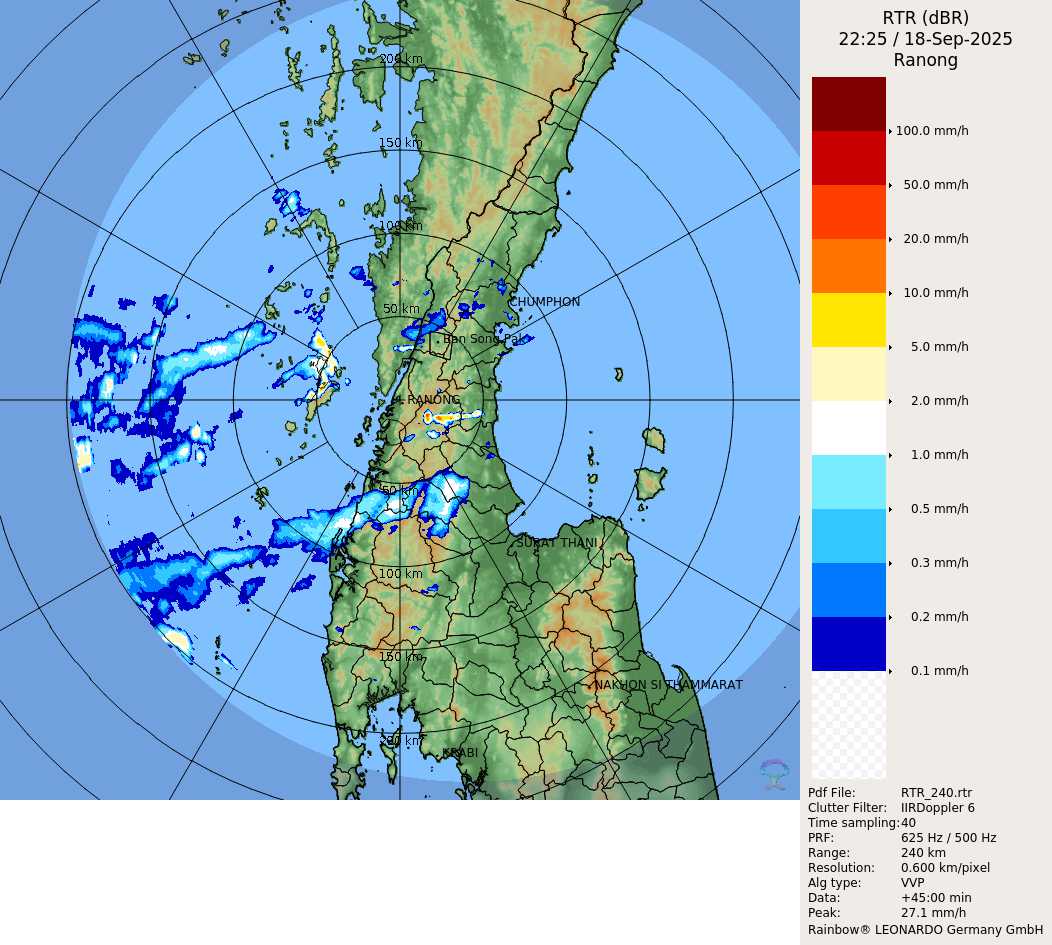 RTR (dBR)
22:25 / 18-Sep-2025
Ranong
200 km
150 km
100 km
50 km
CHUMPHON
Ban Song Pak
RANONG
50 km
SURAT THANI
100 km
150 km
NAKHON SI THAMMARAT
200 km
KRABI
100.0 mm/h
50.0 mm/h
20.0 mm/h
10.0 mm/h
5.0 mm/h
2.0 mm/h
1.0 mm/h
0.5 mm/h
0.3 mm/h
0.2 mm/h
0.1 mm/h
Pdf File: RTR_240.rtr
Clutter Filter: IIRDoppler 6
Time sampling:40
PRF: 625 Hz / 500 Hz
Range: 240 km
Resolution: 0.600 km/pixel
Alg type: VVP
Data: +45:00 min
Peak: 27.1 mm/h
Rainbow® LEONARDO Germany GmbH